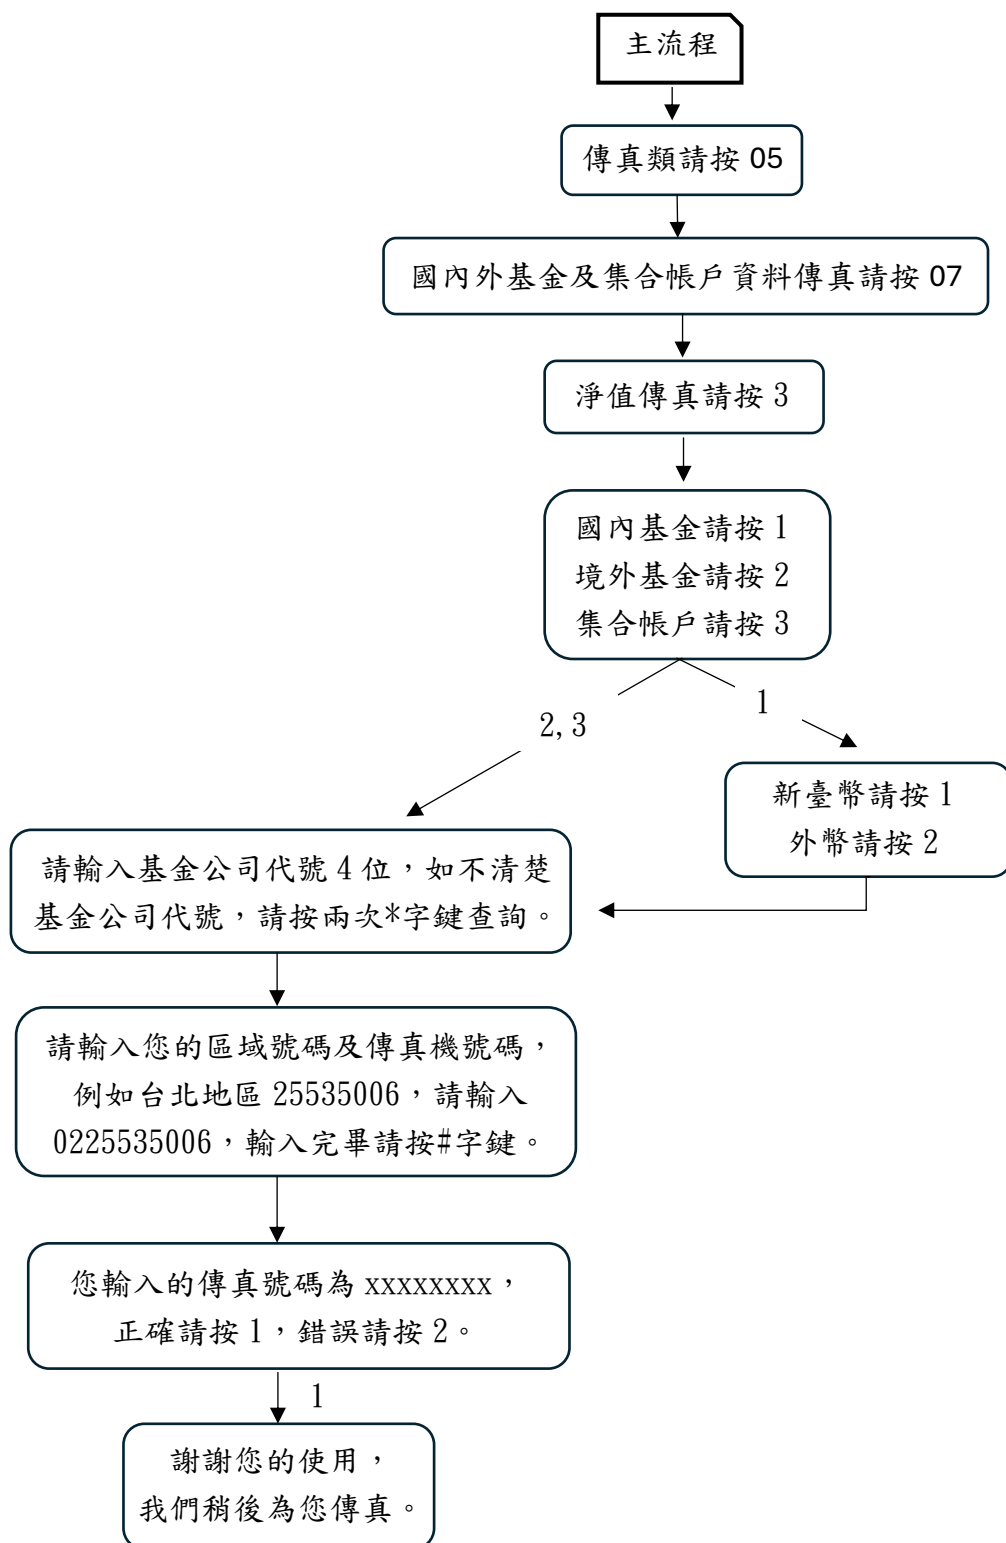 主流程
傳真類請按 05
國內外基金及集合帳戶資料傳真請按 07
淨值傳真請按 3
國內基金請按 1
境外基金請按 2
集合帳戶請按 3
2, 3
1
新臺幣請按 1
外幣請按 2
請輸入基金公司代號 4 位，如不清楚
基金公司代號，請按兩次*字鍵查詢。
請輸入您的區域號碼及傳真機號碼，
例如台北地區 25535006，請輸入
0225535006，輸入完畢請按#字鍵。
您輸入的傳真號碼為 xxxxxxxx，
正確請按 1，錯誤請按 2。
1
謝謝您的使用，
我們稍後為您傳真。